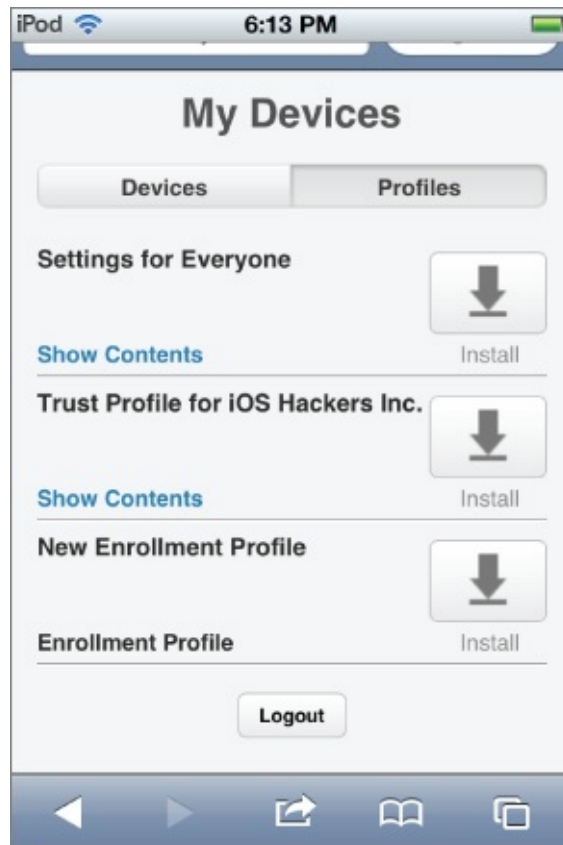 iPod 6:13 PM
My Devices
Devices Profiles
Settings for Everyone
Show Contents Install
Trust Profile for iOS Hackers Inc.
Show Contents Install
New Enrollment Profile
Enrollment Profile Install
Logout